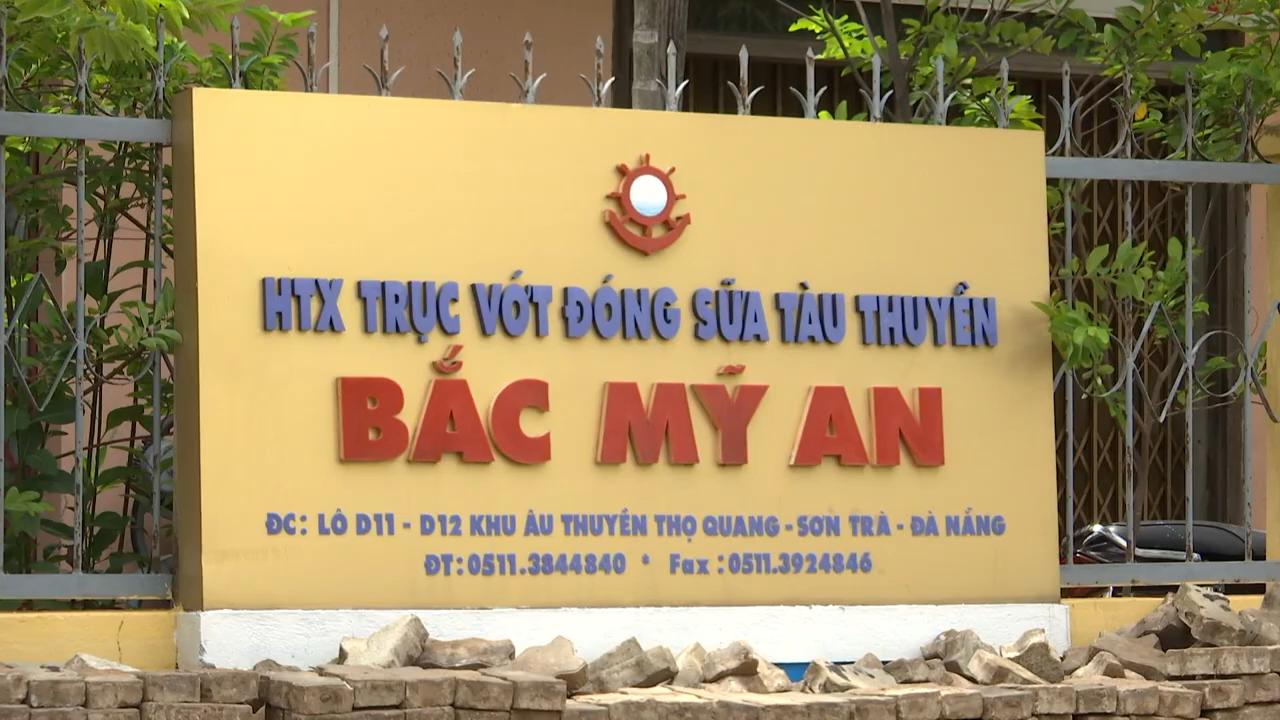 HTX TRỤC VỚT ĐÓNG SỮA TÀU THUYỀN
BẮC MỸ AN
ĐC: LÔ D11 - D12 KHU ÂU THUYỀN THỌ QUANG - SƠN TRÀ - ĐÀ NẴNG
ĐT:0511.3844840 * Fax :0511.3924846